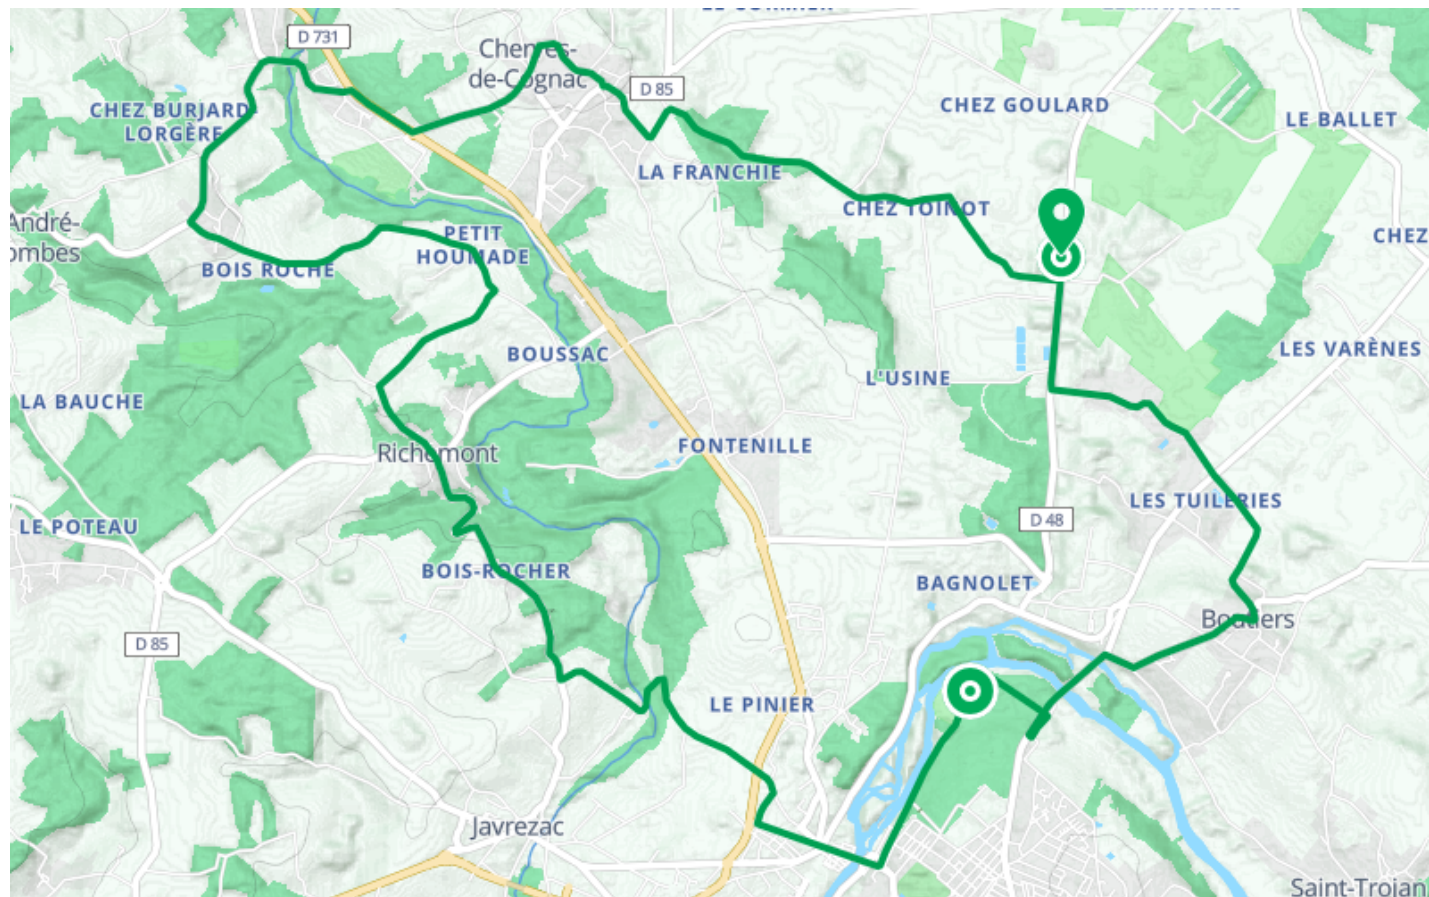 D 731
Cherves-
de-Cognac
D 85
CHEZ BURJARD-
LORGÈRE
CHEZ GOULARD
LE BALLET
LA FRANCHIE
CHEZ TOINOT
André-
ombes
PETIT
HOUMADE
BOIS ROCHE
CHEZ
BOUSSAC
LES VARÈNES
L'USINE
LA BAUCHE
Richemont
FONTENILLE
LES TUILERIES
LE POTEAU
D 48
BOIS-ROCHER
BAGNOLET
Boutiers
D 85
LE PINIER
Javrezac
Saint-Trojan